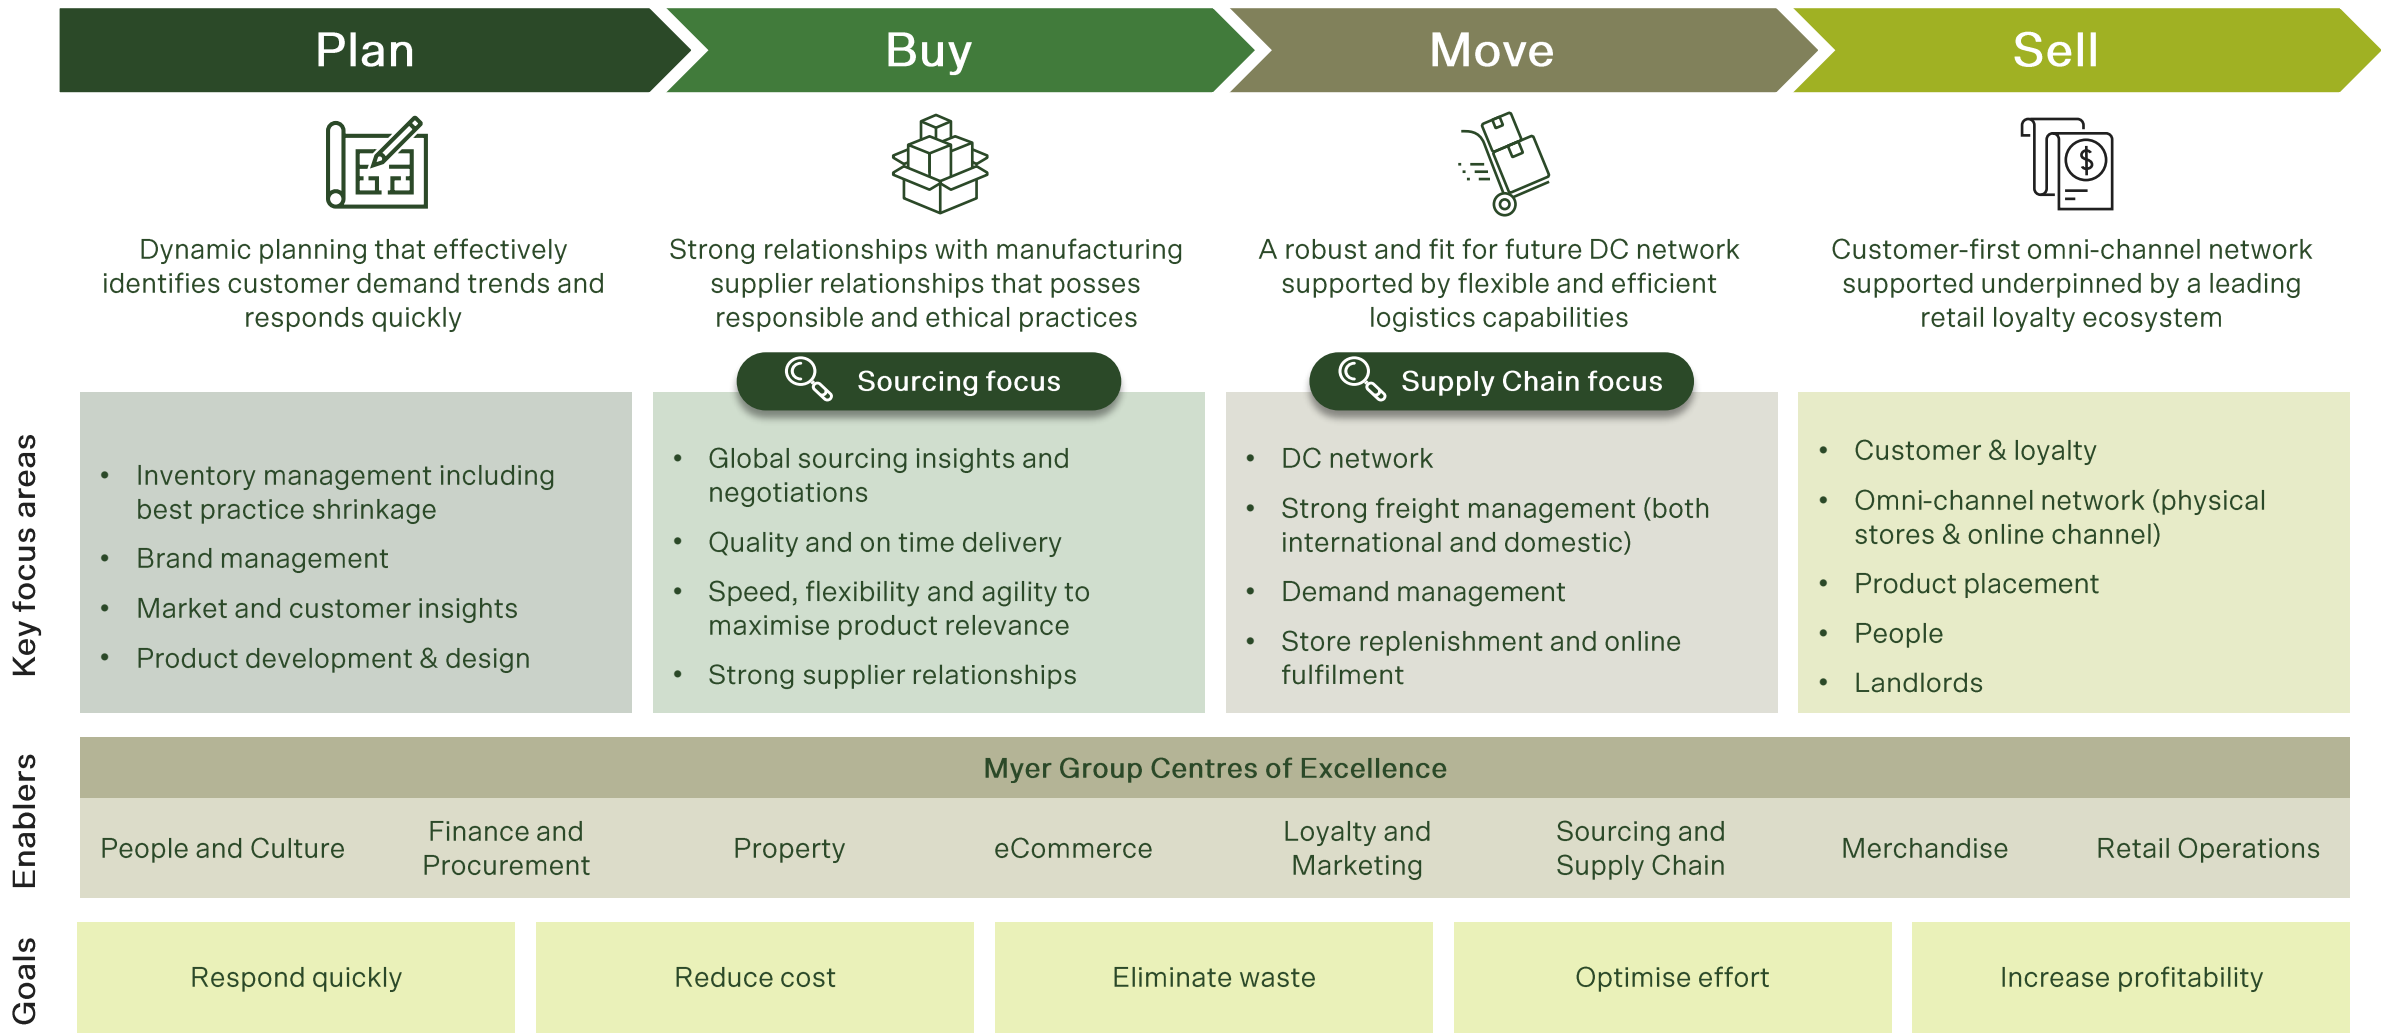 Plan
Buy
Move
Sell
$
Dynamic planning that effectively
identifies customer demand trends and
responds quickly
Strong relationships with manufacturing
supplier relationships that posses
responsible and ethical practices
A robust and fit for future DC network
supported by flexible and efficient
logistics capabilities
Customer-first omni-channel network
supported underpinned by a leading
retail loyalty ecosystem
Sourcing focus
Supply Chain focus
Key focus areas
• Inventory management including
best practice shrinkage
• Brand management
• Market and customer insights
• Product development & design
• Global sourcing insights and
negotiations
• Quality and on time delivery
• Speed, flexibility and agility to
maximise product relevance
• Strong supplier relationships
• DC network
• Strong freight management (both
international and domestic)
• Demand management
• Store replenishment and online
fulfilment
• Customer & loyalty
• Omni-channel network (physical
stores & online channel)
• Product placement
• People
• Landlords
Enablers
Myer Group Centres of Excellence
People and Culture
Finance and
Procurement
Property
eCommerce
Loyalty and
Marketing
Sourcing and
Supply Chain
Merchandise
Retail Operations
Goals
Respond quickly
Reduce cost
Eliminate waste
Optimise effort
Increase profitability